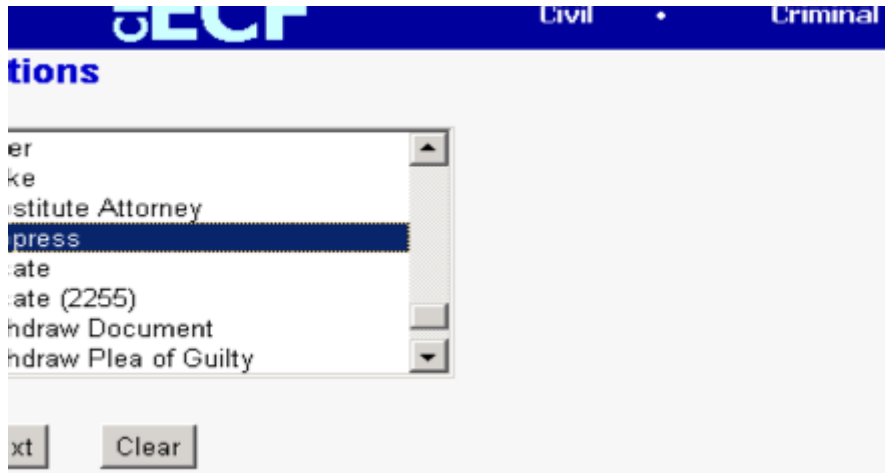 ECF Civil • Criminal
tions
er
ke
stitute Attorney
press
cate
cate (2255)
hdraw Document
hdraw Plea of Guilty
xt Clear